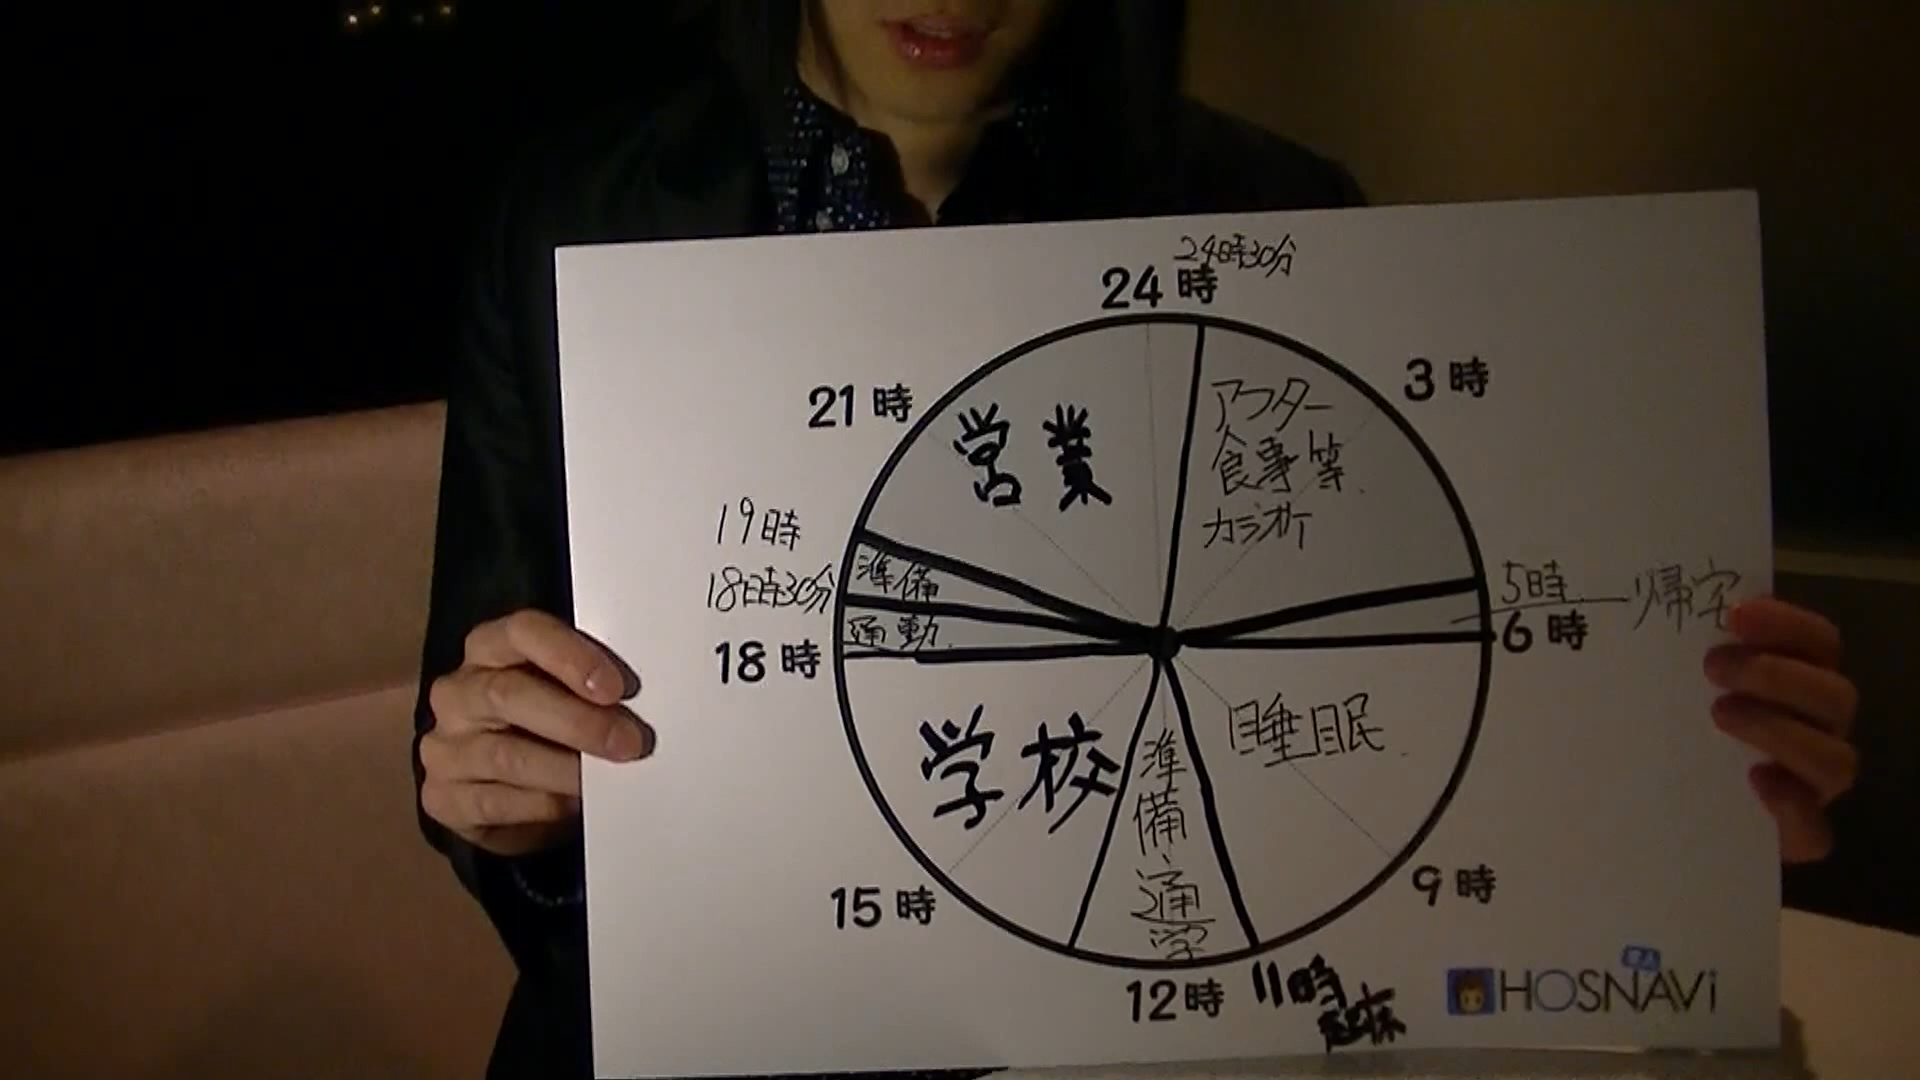 24時30分
24時
3時
21時
営業
アフター
食事等.
カラオケ
19時
準備
18時30分
通勤.
5時
帰宅
6時
18時
学校
準備、通学
睡眠.
15時
9時
12時
11時
起床
HOSNAVi